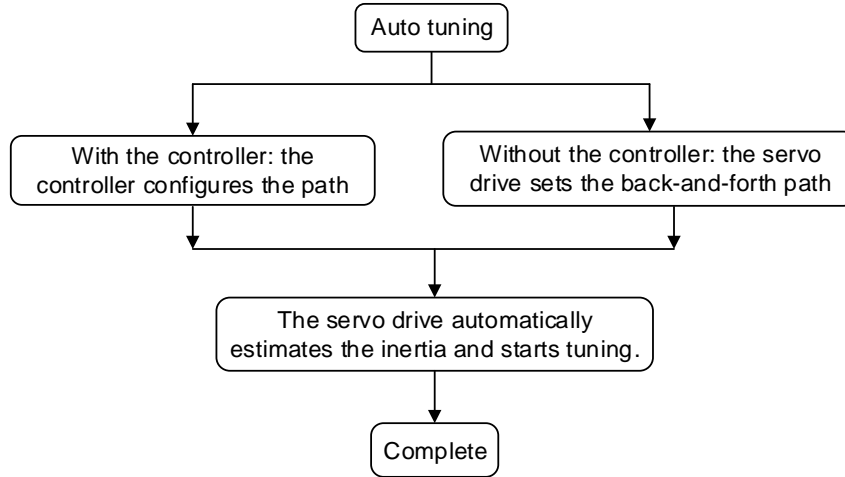 Auto tuning
With the controller: the
controller configures the path
Without the controller: the servo
drive sets the back-and-forth path
The servo drive automatically
estimates the inertia and starts tuning.
Complete